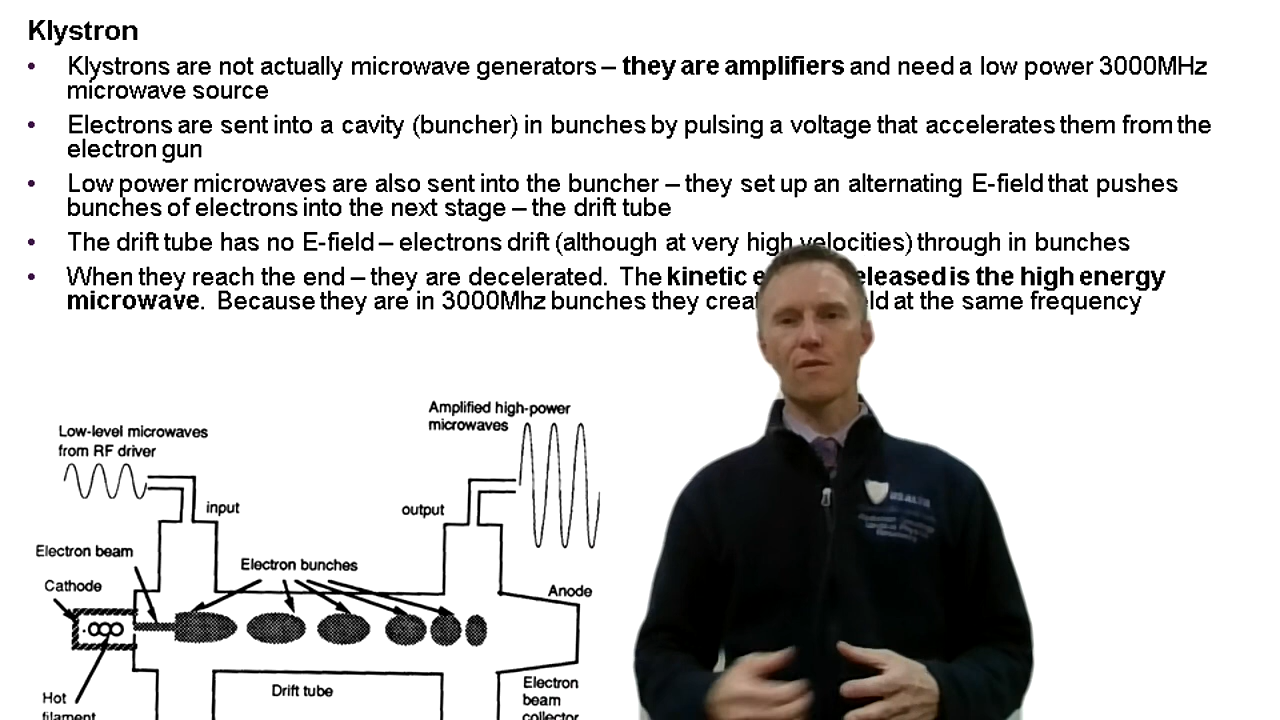 Klystron
• Klystrons are not actually microwave generators – they are amplifiers and need a low power 3000MHz
microwave source
• Electrons are sent into a cavity (buncher) in bunches by pulsing a voltage that accelerates them from the
electron gun
• Low power microwaves are also sent into the buncher – they set up an alternating E-field that pushes
bunches of electrons into the next stage – the drift tube
• The drift tube has no E-field – electrons drift (although at very high velocities) through in bunches
• When they reach the end – they are decelerated. The kinetic is the high energy
microwave. Because they are in 3000Mhz bunches they at the same frequency
Amplified high-power
microwaves
Low-level microwaves
from RF driver
input
output
Electron beam
Electron bunches
Cathode
Anode
Drift tube
Hot
filament
Electron
beam
collector
HEALTH